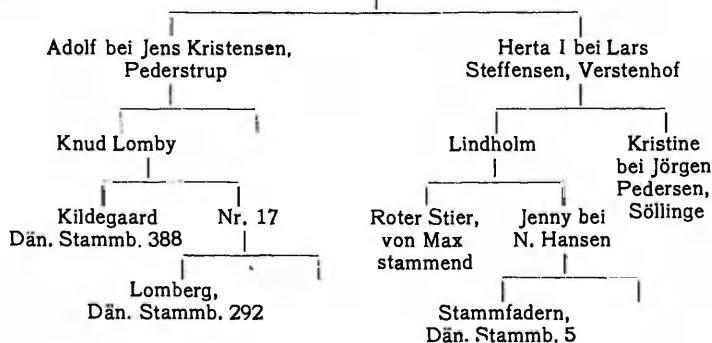 Adolf bei Jens Kristensen,
Pederstrup
Herta I bei Lars
Steffensen, Verstenhof
Knud Lomby
Lindholm
Kristine
bei Jörgen
Pedersen,
Söllinge
Kildegaard
Dän. Stammb. 388
Nr. 17
Roter Stier,
von Max
stammend
Jenny bei
N. Hansen
Lomberg,
Dän. Stammb. 292
Stammfadern,
Dän. Stammb. 5